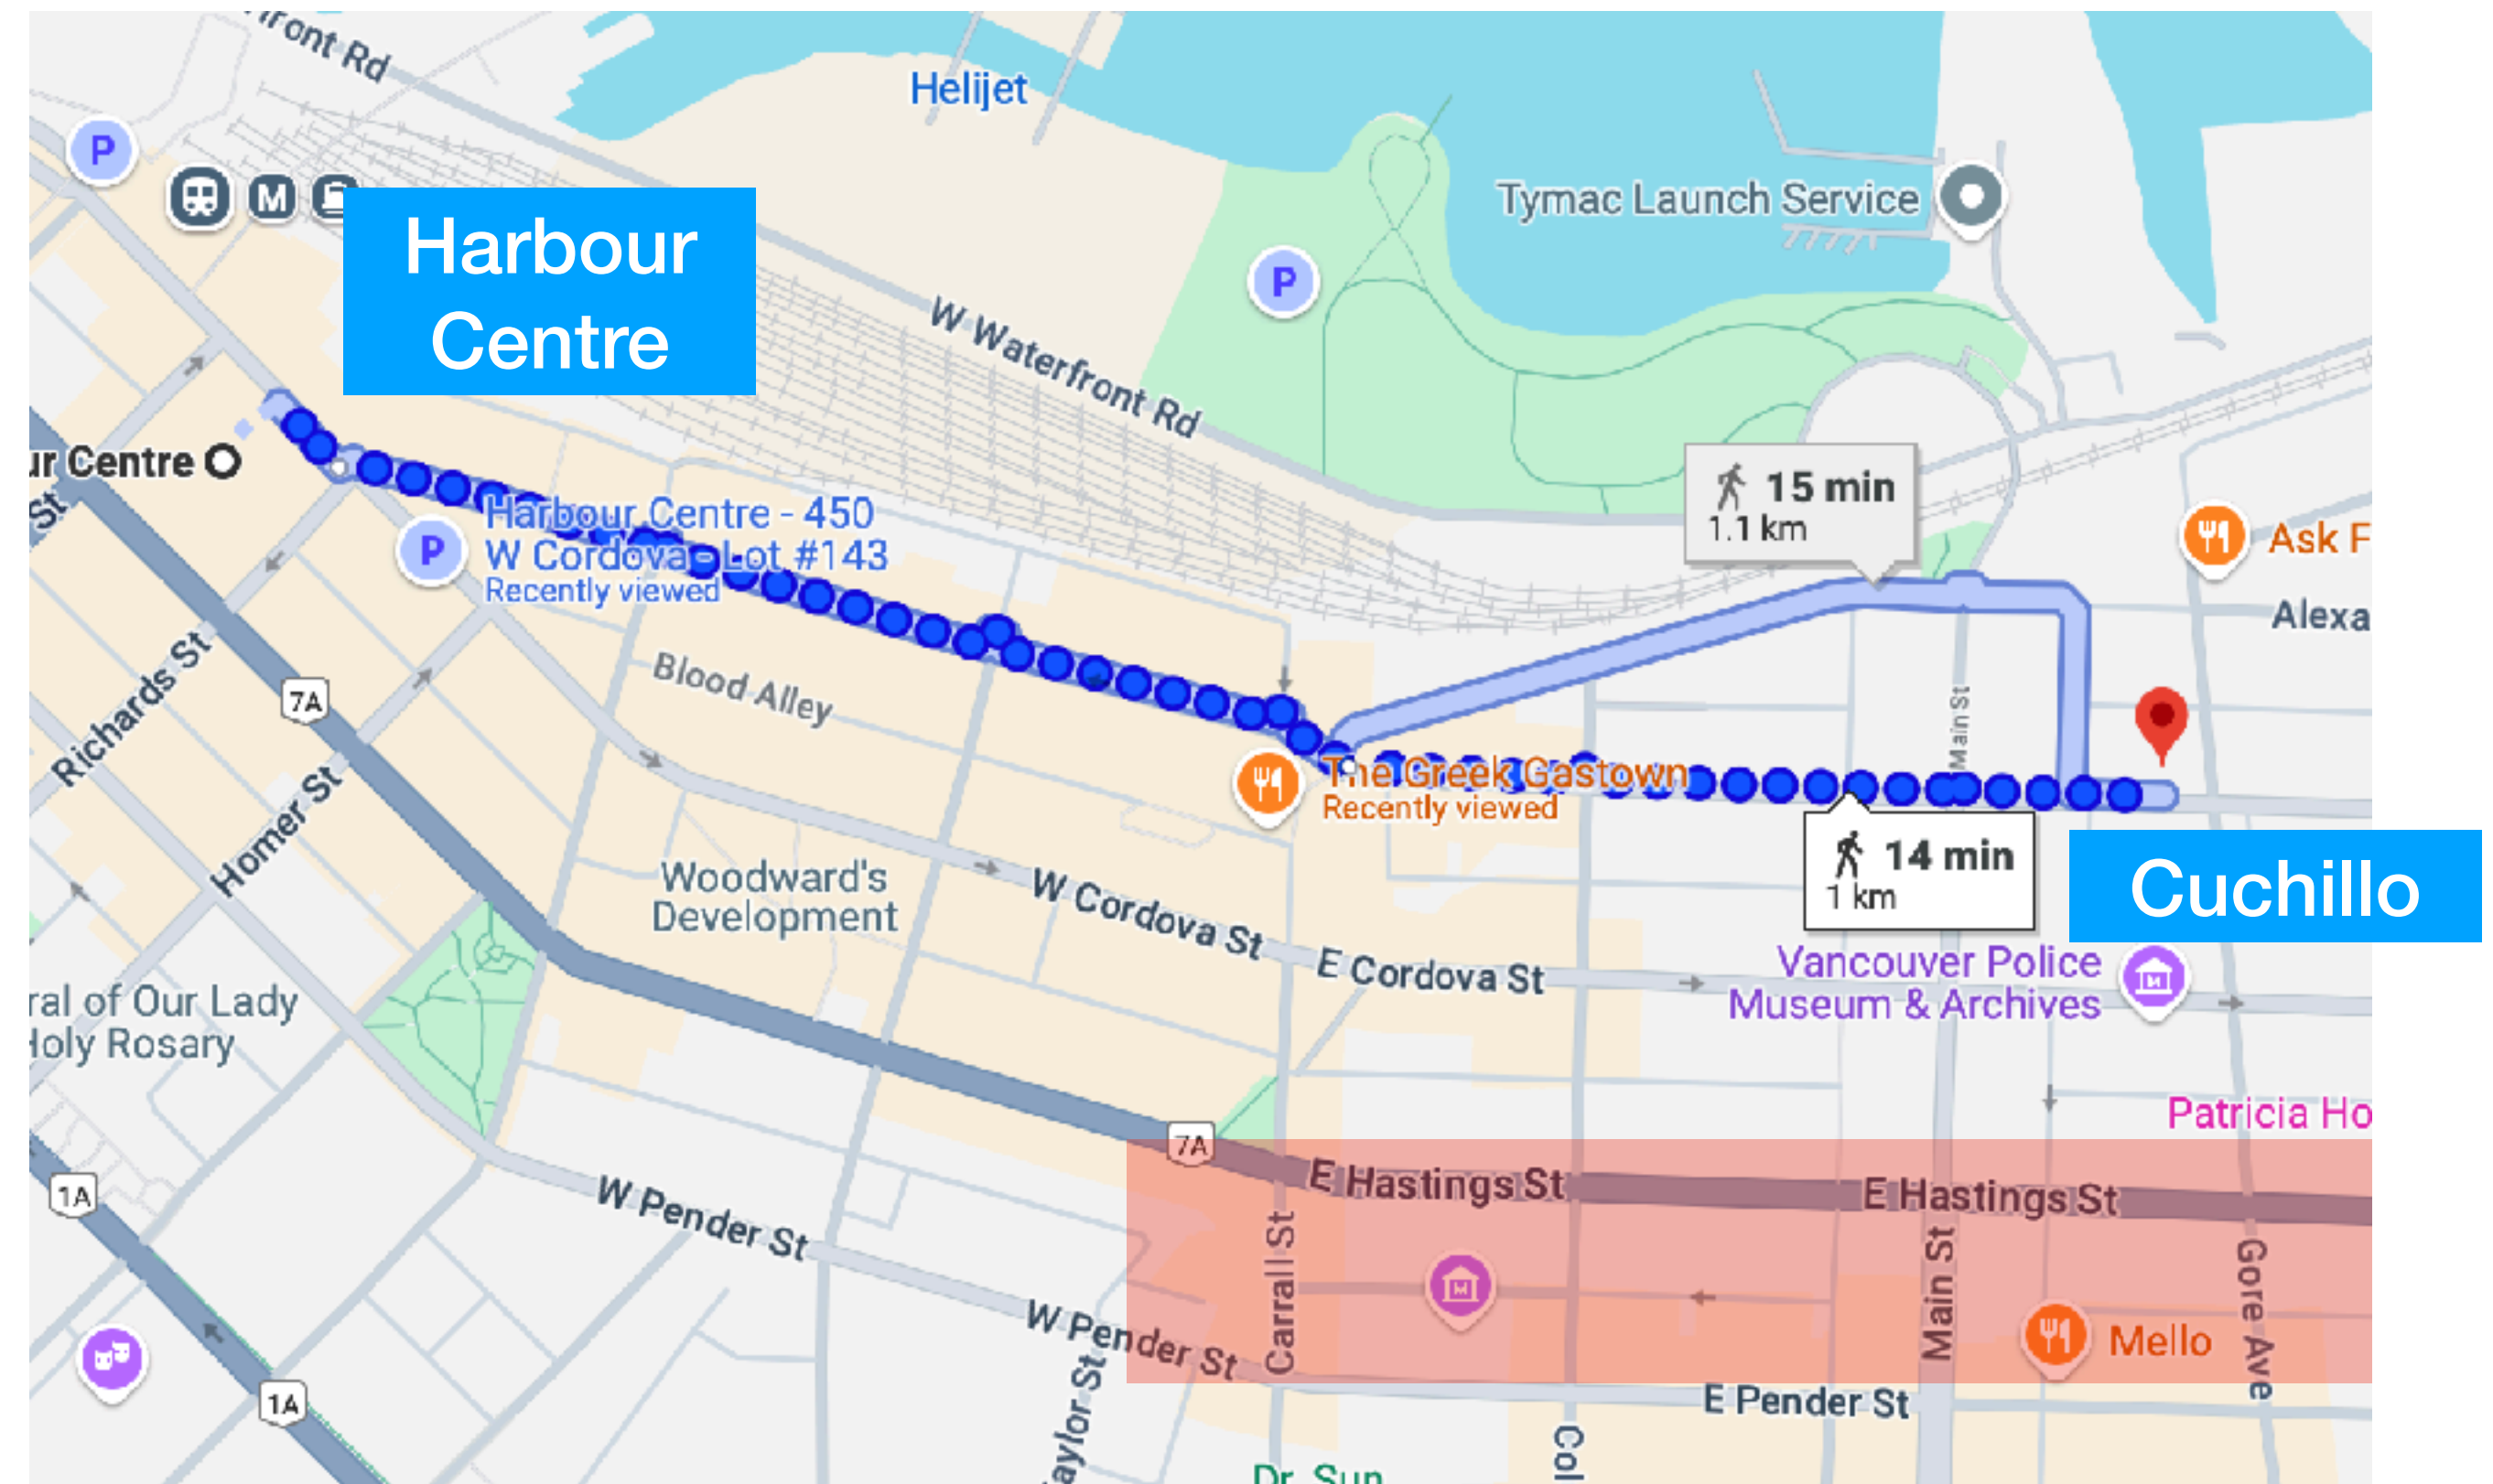 front Rd
Helijet
P
Tymac Launch Service
M
Harbour
Centre
P
W Waterfront Rd
ur Centre
St
15 min
1.1 km
Harbour Centre - 450
W Cordova - Lot #143
Recently viewed
P
Ask F
Alexa
Richards St
7A
Blood Alley
Main St
The Greek Gastown
Recently viewed
Homer St
14 min
1 km
Cuchillo
Woodward's
Development
W Cordova St
E Cordova St
Vancouver Police
Museum & Archives
ral of Our Lady
Holy Rosary
Patricia Ho
7A
E Hastings St
E Hastings St
1A
W Pender St
Carrall St
Main St
Gore Ave
W Pender St
Mello
aylor St
E Pender St
1A
Col
Dr. Sun